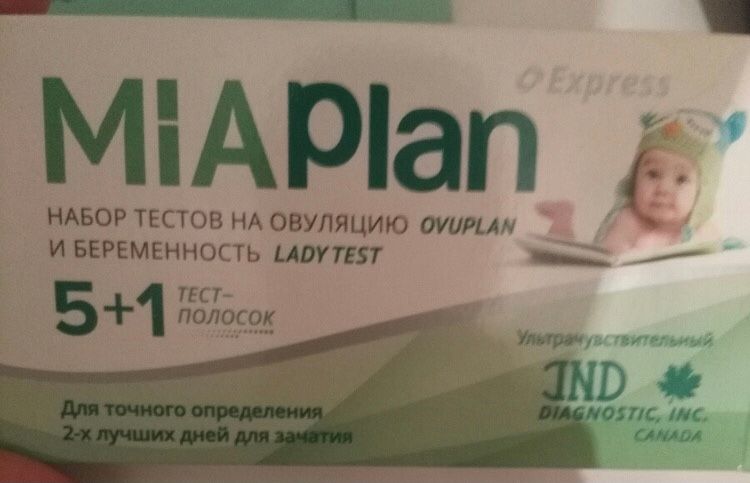 Express
MiAplan
НАБОР ТЕСТОВ НА ОВУЛЯЦИЮ OVUPLAN
И БЕРЕМЕННОСТЬ LADY TEST
5+1 ТЕСТ-
ПОЛОСОК
Ультрачувствительный
IND
DIAGNOSTIC, INC.
CANADA
Для точного определения
2-х лучших дней для зачатия